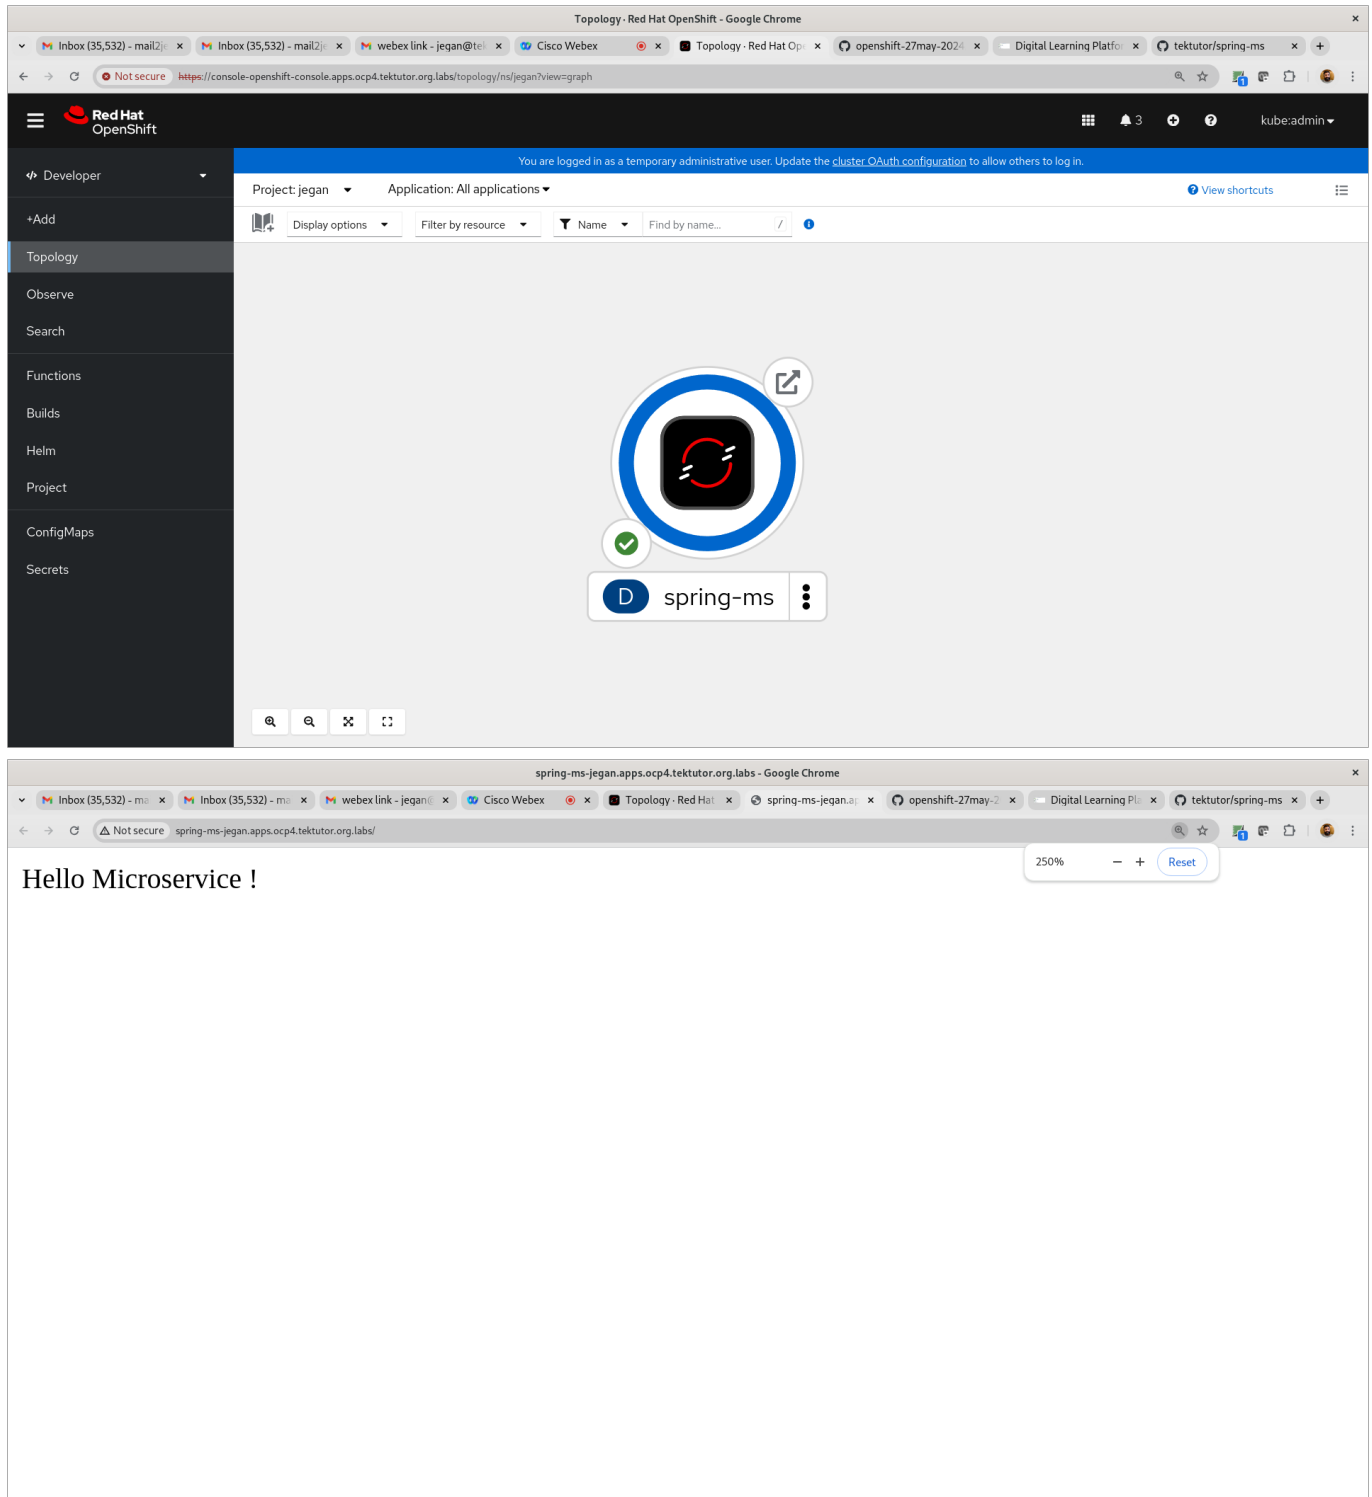 Topology · Red Hat OpenShift - Google Chrome
Inbox (35,532) - mail2j
Inbox (35,532) - mail2j
webex link - jegan@tek
Cisco Webex
Topology · Red Hat Ope
openshift-27may-2024
Digital Learning Platfor
tektutor/spring-ms
Not secure https://console-openshift-console.apps.ocp4.tektutor.org.labs/topology/ns/jegan?view=graph
1
Red Hat
OpenShift
3
kube:admin
You are logged in as a temporary administrative user. Update the cluster OAuth configuration to allow others to log in.
Developer
Project: jegan
Application: All applications
View shortcuts
+Add
Display options
Filter by resource
Name
Find by name...
/
Topology
Observe
Search
Functions
Builds
Helm
Project
ConfigMaps
Secrets
D spring-ms
spring-ms-jegan.apps.ocp4.tektutor.org.labs - Google Chrome
Inbox (35,532) - ma
Inbox (35,532) - ma
webex link - jegan@
Cisco Webex
Topology · Red Hat
spring-ms-jegan.ap
openshift-27may-2
Digital Learning Pla
tektutor/spring-ms
Not secure spring-ms-jegan.apps.ocp4.tektutor.org.labs/
1
250%
Reset
Hello Microservice !